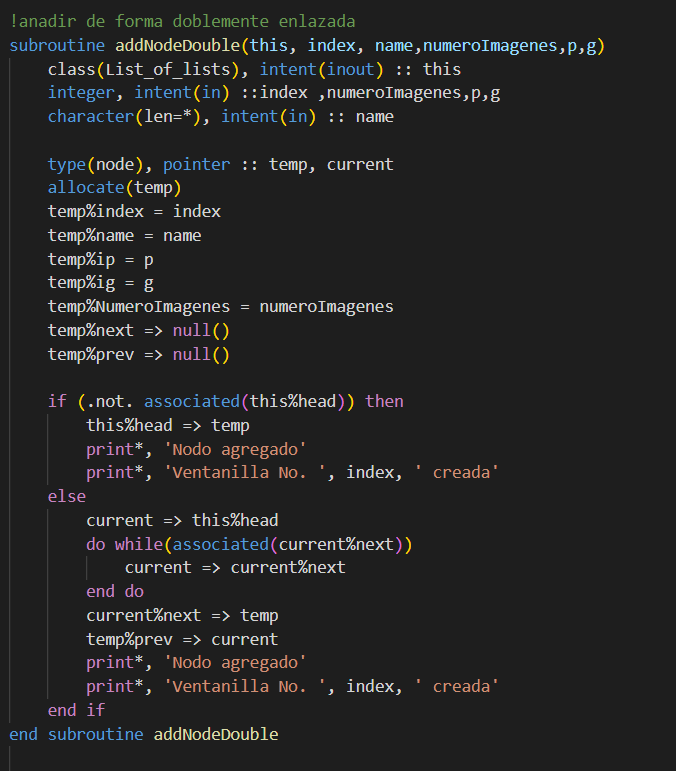 !anadir de forma doblemente enlazada
subroutine addNodeDouble(this, index, name,numeroImagenes,p,g)
class(List_of_lists), intent(inout) :: this
integer, intent(in) ::index ,numeroImagenes,p,g
character(len=*), intent(in) :: name
type(node), pointer :: temp, current
allocate(temp)
temp%index = index
temp%name = name
temp%ip = p
temp%ig = g
temp%NumeroImagenes = numeroImagenes
temp%next => null()
temp%prev => null()
if (.not. associated(this%head)) then
this%head => temp
print*, 'Nodo agregado'
print*, 'Ventanilla No. ', index, ' creada'
else
current => this%head
do while(associated(current%next))
current => current%next
end do
current%next => temp
temp%prev => current
print*, 'Nodo agregado'
print*, 'Ventanilla No. ', index, ' creada'
end if
end subroutine addNodeDouble